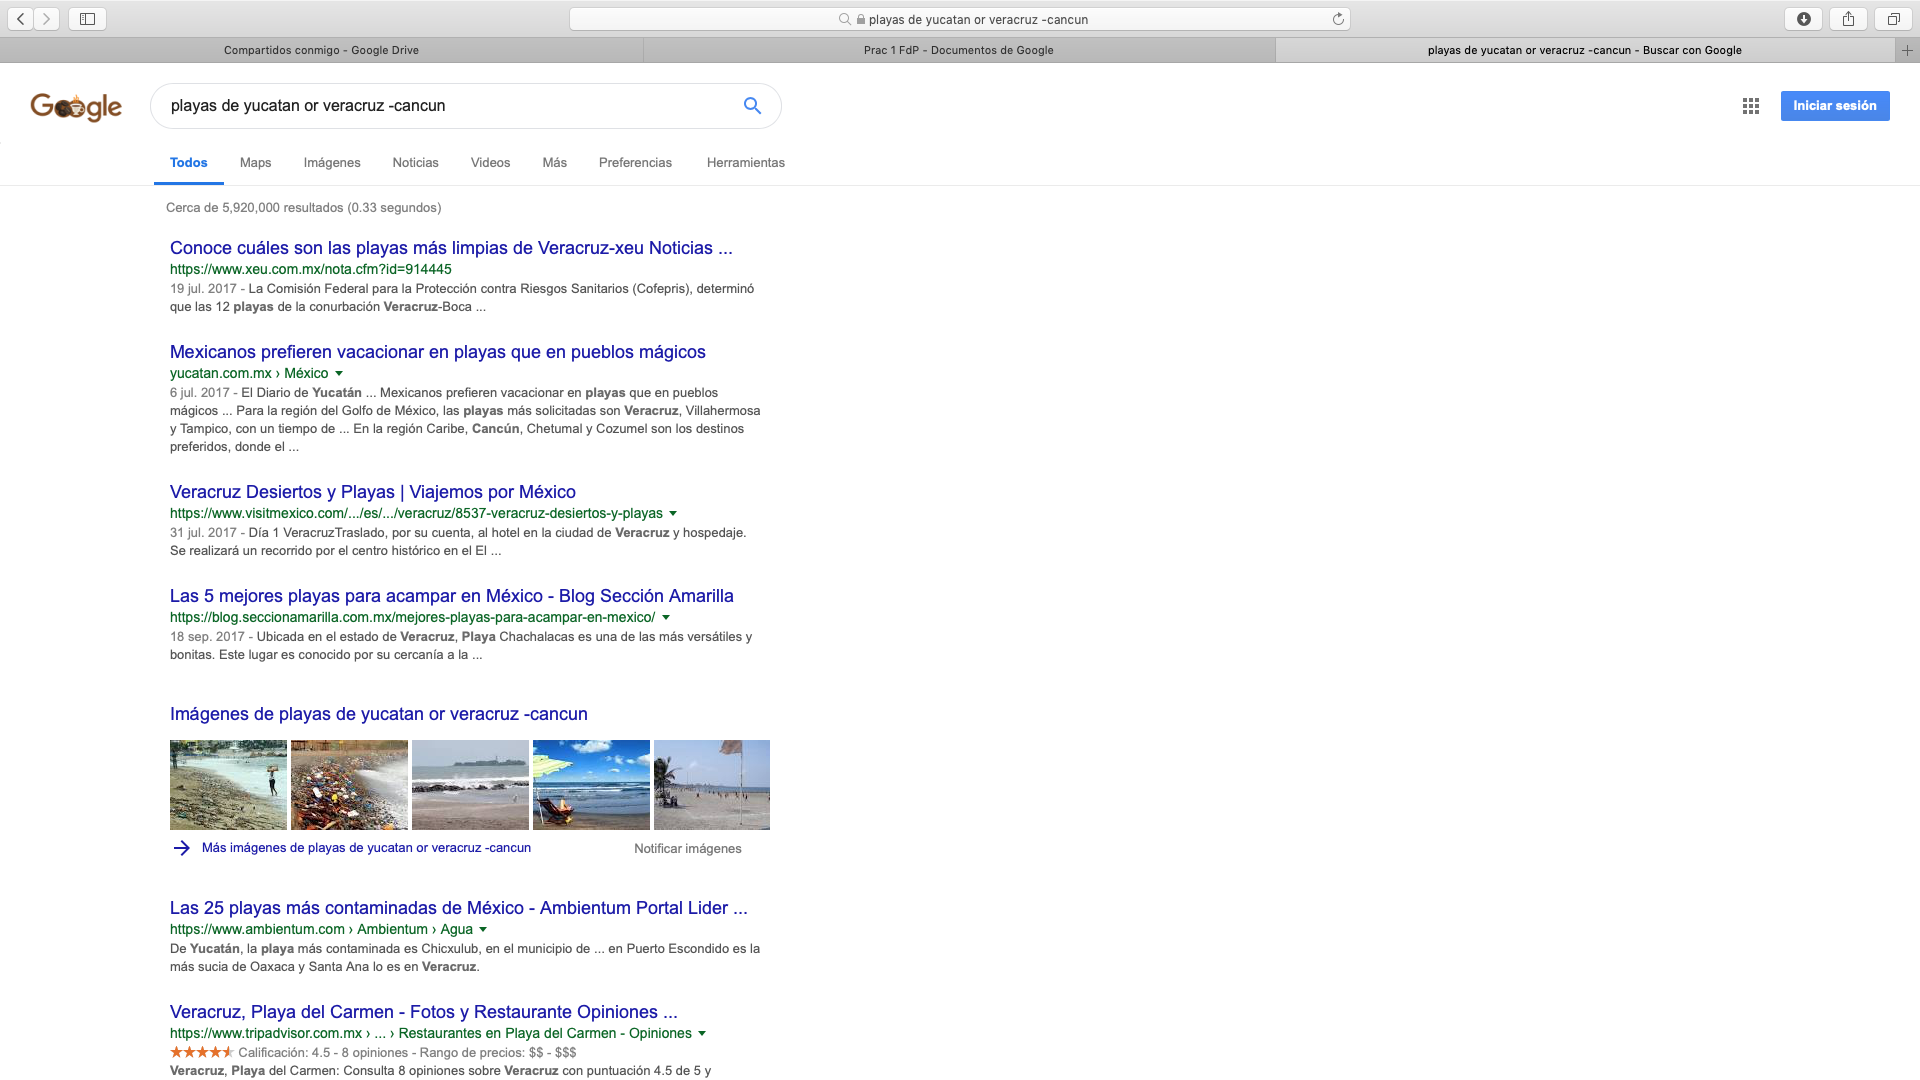 playas de yucatan or veracruz -cancun
Compartidos conmigo - Google Drive
Prac 1 FdP - Documentos de Google
playas de yucatan or veracruz -cancun - Buscar con Google
Google
playas de yucatan or veracruz -cancun
Iniciar sesión
Todos Maps Imágenes Noticias Videos Más Preferencias Herramientas
Cerca de 5,920,000 resultados (0.33 segundos)
Conoce cuáles son las playas más limpias de Veracruz-xeu Noticias ...
https://www.xeu.com.mx/nota.cfm?id=914445
19 jul. 2017 - La Comisión Federal para la Protección contra Riesgos Sanitarios (Cofepris), determinó
que las 12 playas de la conurbación Veracruz-Boca ...
Mexicanos prefieren vacacionar en playas que en pueblos mágicos
yucatan.com.mx › México
6 jul. 2017 - El Diario de Yucatán ... Mexicanos prefieren vacacionar en playas que en pueblos
mágicos ... Para la región del Golfo de México, las playas más solicitadas son Veracruz, Villahermosa
y Tampico, con un tiempo de ... En la región Caribe, Cancún, Chetumal y Cozumel son los destinos
preferidos, donde el ...
Veracruz Desiertos y Playas | Viajemos por México
https://www.visitmexico.com/.../es/.../veracruz/8537-veracruz-desiertos-y-playas
31 jul. 2017 - Día 1 VeracruzTraslado, por su cuenta, al hotel en la ciudad de Veracruz y hospedaje.
Se realizará un recorrido por el centro histórico en el El ...
Las 5 mejores playas para acampar en México - Blog Sección Amarilla
https://blog.seccionamarilla.com.mx/mejores-playas-para-acampar-en-mexico/
18 sep. 2017 - Ubicada en el estado de Veracruz, Playa Chachalacas es una de las más versátiles y
bonitas. Este lugar es conocido por su cercanía a la ...
Imágenes de playas de yucatan or veracruz -cancun
Más imágenes de playas de yucatan or veracruz -cancun
Notificar imágenes
Las 25 playas más contaminadas de México - Ambientum Portal Lider ...
https://www.ambientum.com › Ambientum › Agua
De Yucatán, la playa más contaminada es Chicxulub, en el municipio de ... en Puerto Escondido es la
más sucia de Oaxaca y Santa Ana lo es en Veracruz.
Veracruz, Playa del Carmen - Fotos y Restaurante Opiniones ...
https://www.tripadvisor.com.mx › ... › Restaurantes en Playa del Carmen - Opiniones
Calificación: 4.5 - 8 opiniones - Rango de precios: $$ - $$$
Veracruz, Playa del Carmen: Consulta 8 opiniones sobre Veracruz con puntuación 4.5 de 5 y